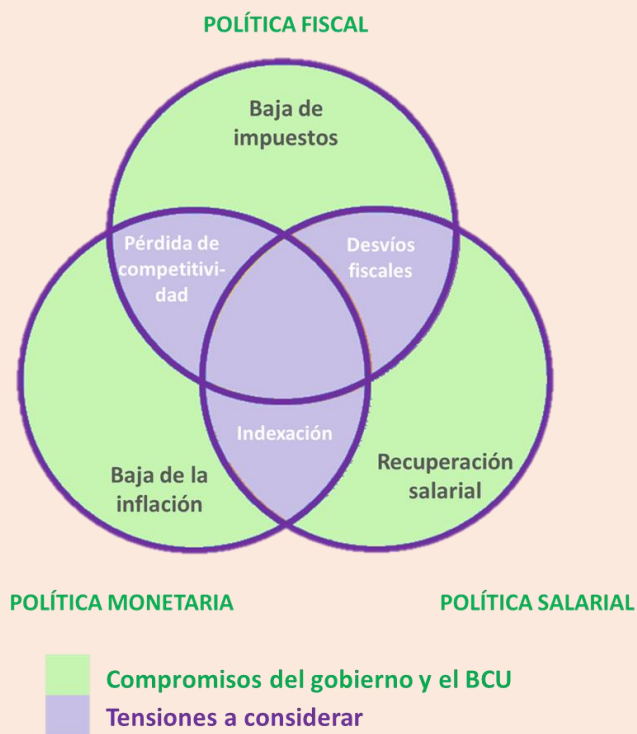 POLÍTICA FISCAL
Baja de
impuestos
Pérdida de
competitivi-
dad
Desvíos
fiscales
Indexación
Baja de la
inflación
Recuperación
salarial
POLÍTICA MONETARIA
POLÍTICA SALARIAL
Compromisos del gobierno y el BCU
Tensiones a considerar